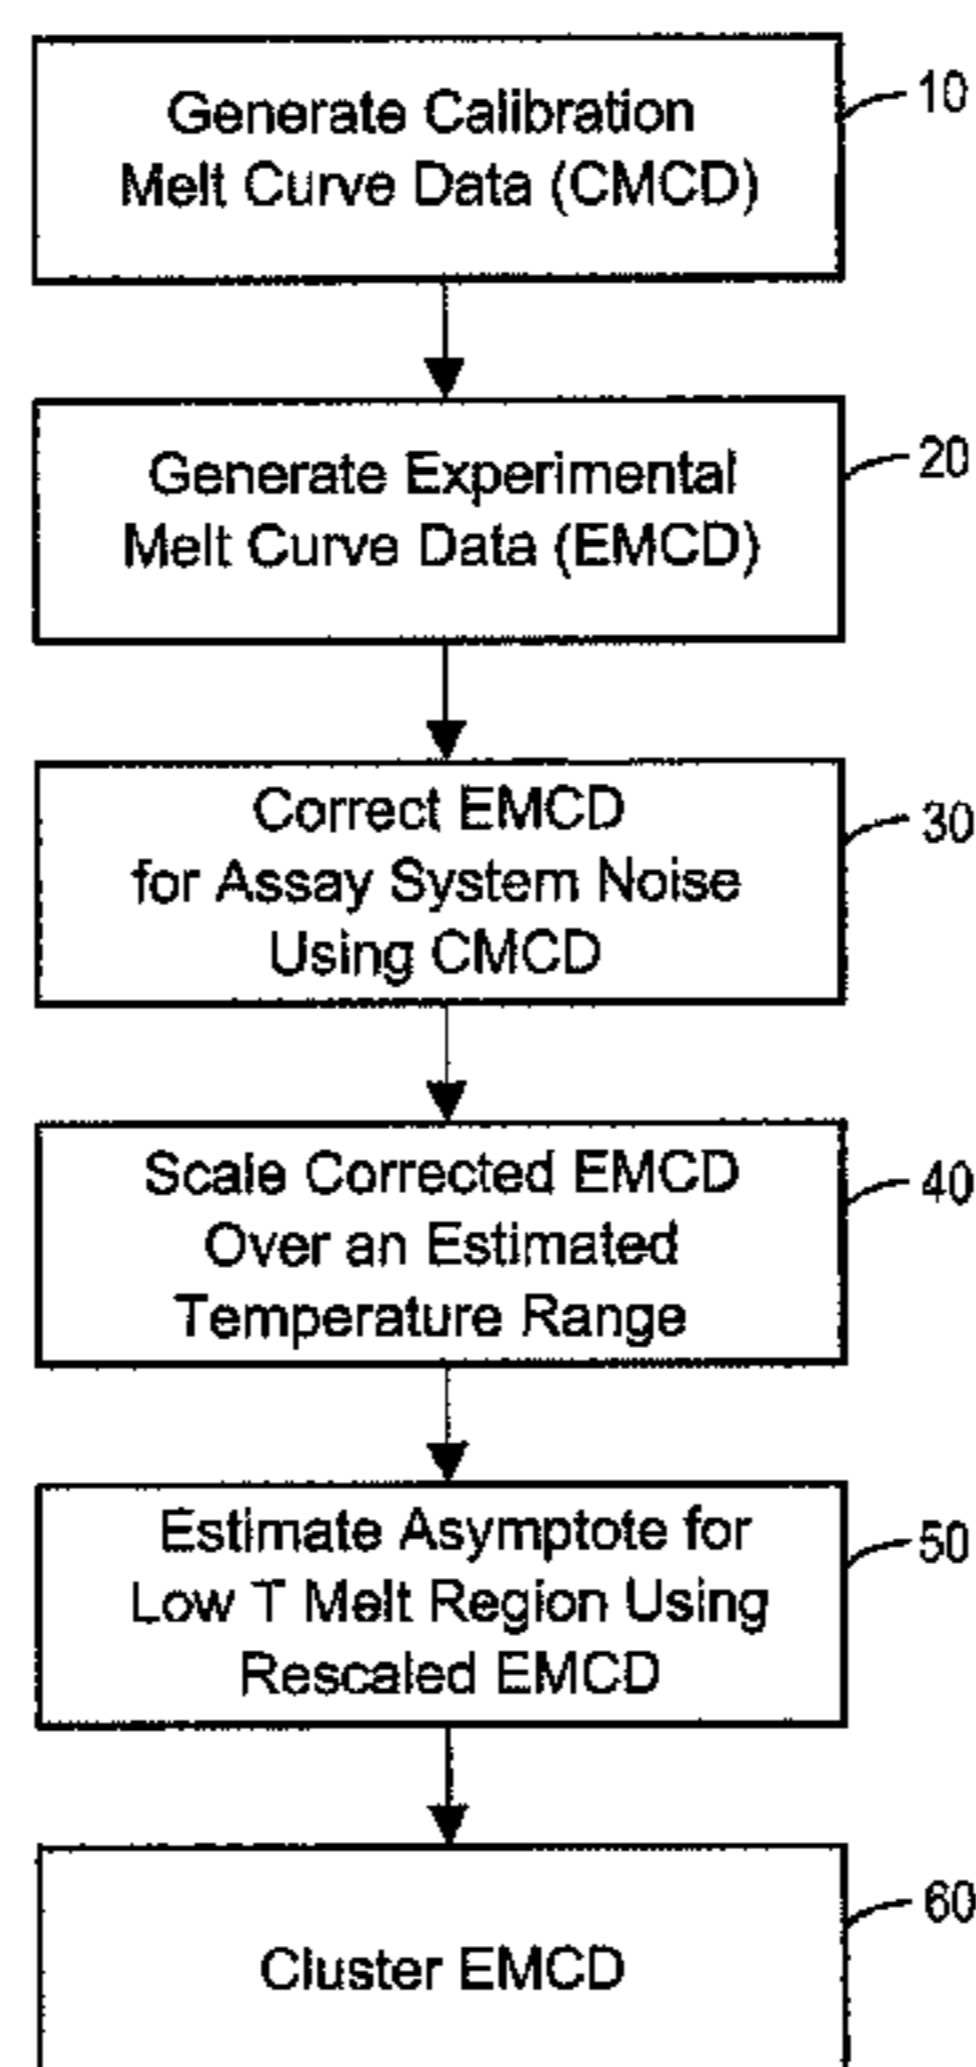 Generate Calibration
Melt Curve Data (CMCD)
10
Generate Experimental
Melt Curve Data (EMCD)
20
Correct EMCD
for Assay System Noise
Using CMCD
30
Scale Corrected EMCD
Over an Estimated
Temperature Range
40
Estimate Asymptote for
Low T Melt Region Using
Rescaled EMCD
50
Cluster EMCD
60